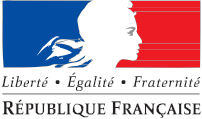 Liberté • Égalité • Fraternité
RÉPUBLIQUE FRANÇAISE